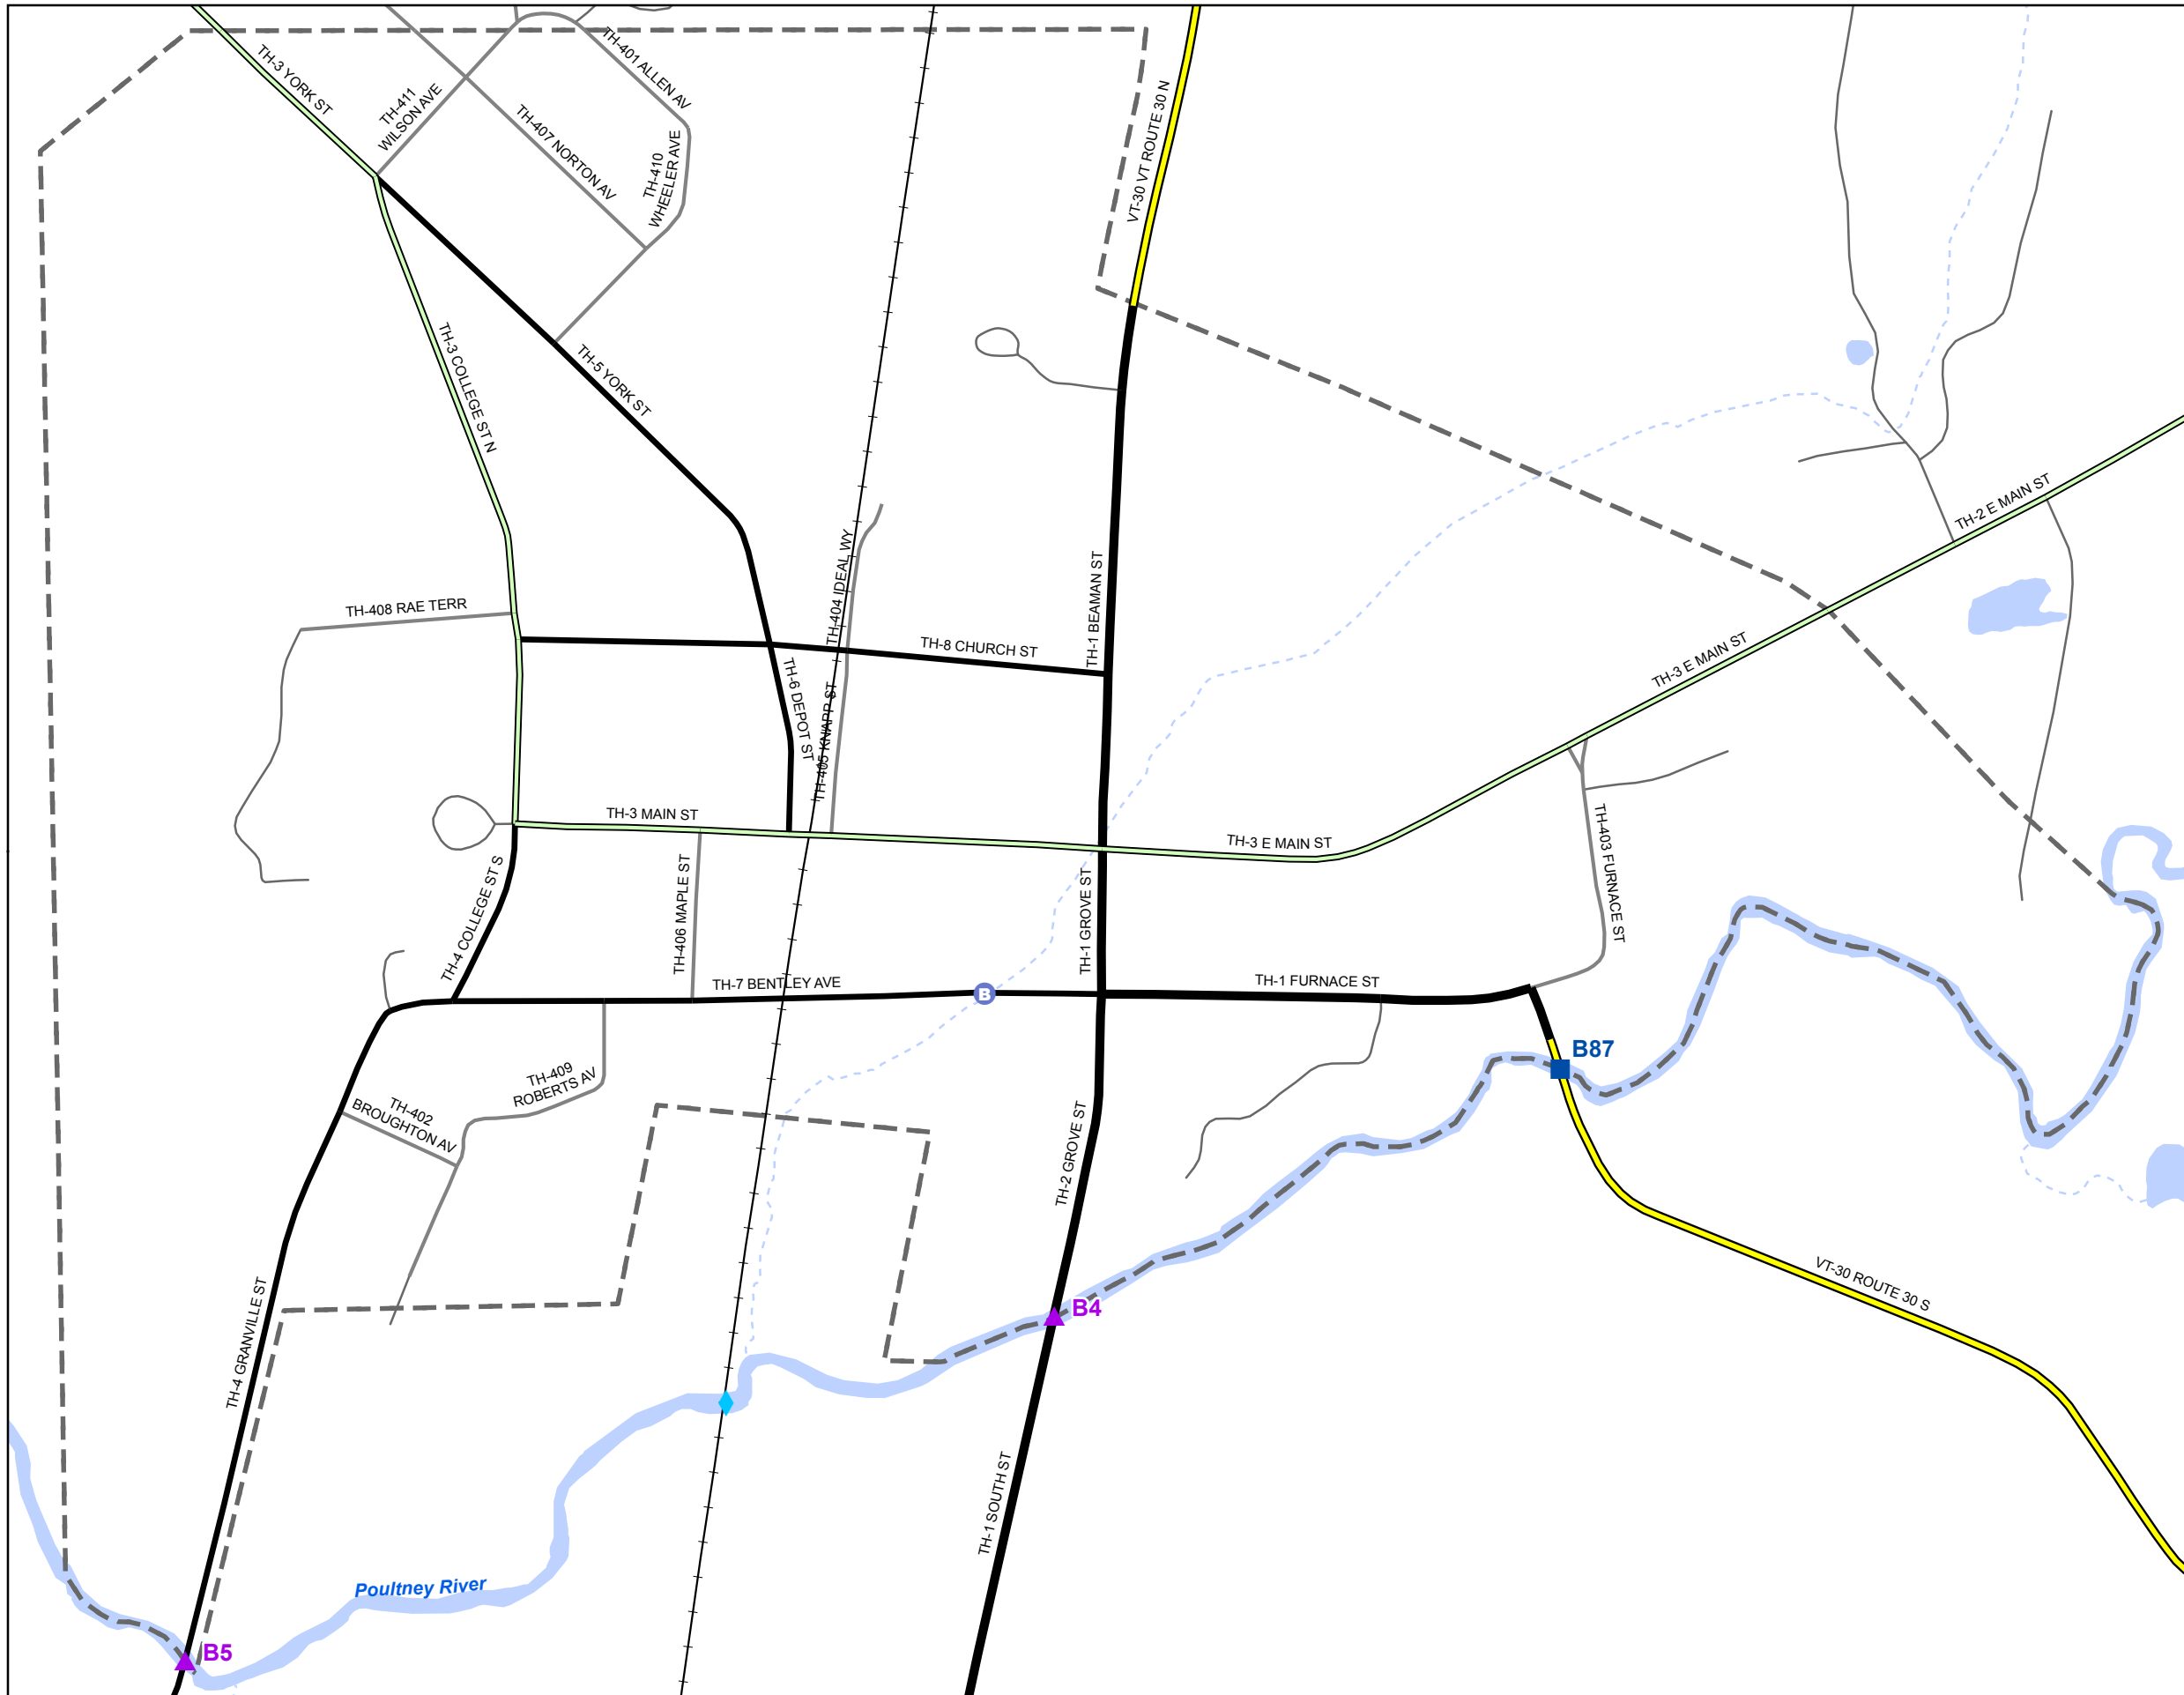 TH-3 YORK ST
TH-411
WILSON AVE
TH-401 ALLEN AV
TH-407 NORTON AV
TH-410
WHEELER AVE
VT-30 VT ROUTE 30 N
TH-3 COLLEGE ST N
TH-5 YORK ST
TH-2 E MAIN ST
TH-404 IDEAL WY
TH-1 BEAMAN ST
TH-408 RAE TERR
TH-8 CHURCH ST
TH-6 DEPOT ST
TH-405 KNAPP ST
TH-3 E MAIN ST
TH-3 MAIN ST
TH-3 E MAIN ST
TH-403 FURNACE ST
TH-4 COLLEGE ST S
TH-406 MAPLE ST
TH-1 GROVE ST
TH-7 BENTLEY AVE
B
TH-1 FURNACE ST
B87
TH-409
ROBERTS AV
TH-402
BROUGHTON AV
TH-2 GROVE ST
TH-4 GRANVILLE ST
B4
VT-30 ROUTE 30 S
TH-1 SOUTH ST
Poultney River
B5